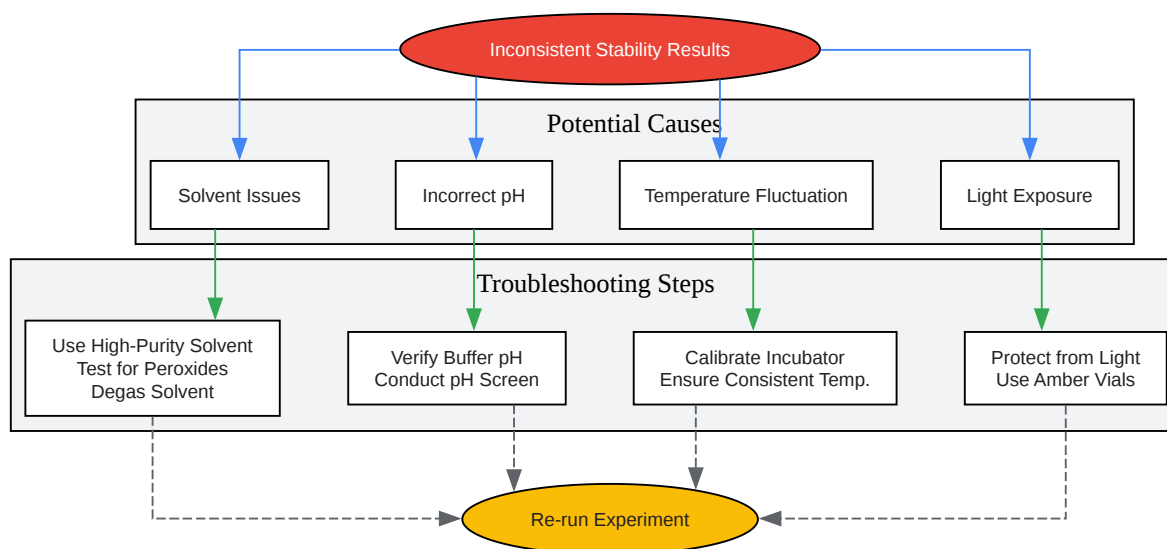 Inconsistent Stability Results
Potential Causes
Solvent Issues
Incorrect pH
Temperature Fluctuation
Light Exposure
Troubleshooting Steps
Use High-Purity Solvent
Test for Peroxides
Degas Solvent
Verify Buffer pH
Conduct pH Screen
Calibrate Incubator
Ensure Consistent Temp.
Protect from Light
Use Amber Vials
Re-run Experiment